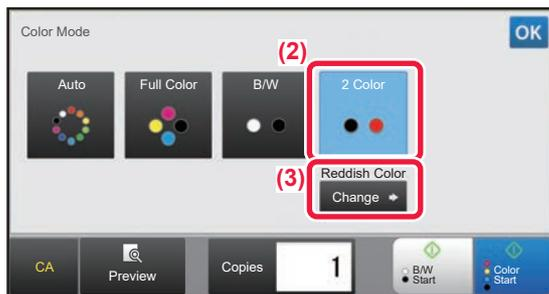 Color Mode
OK
(2)
Auto
Full Color
B/W
2 Color
(3)
Reddish Color
Change
CA
Preview
Copies
1
B/W
Start
Color
Start